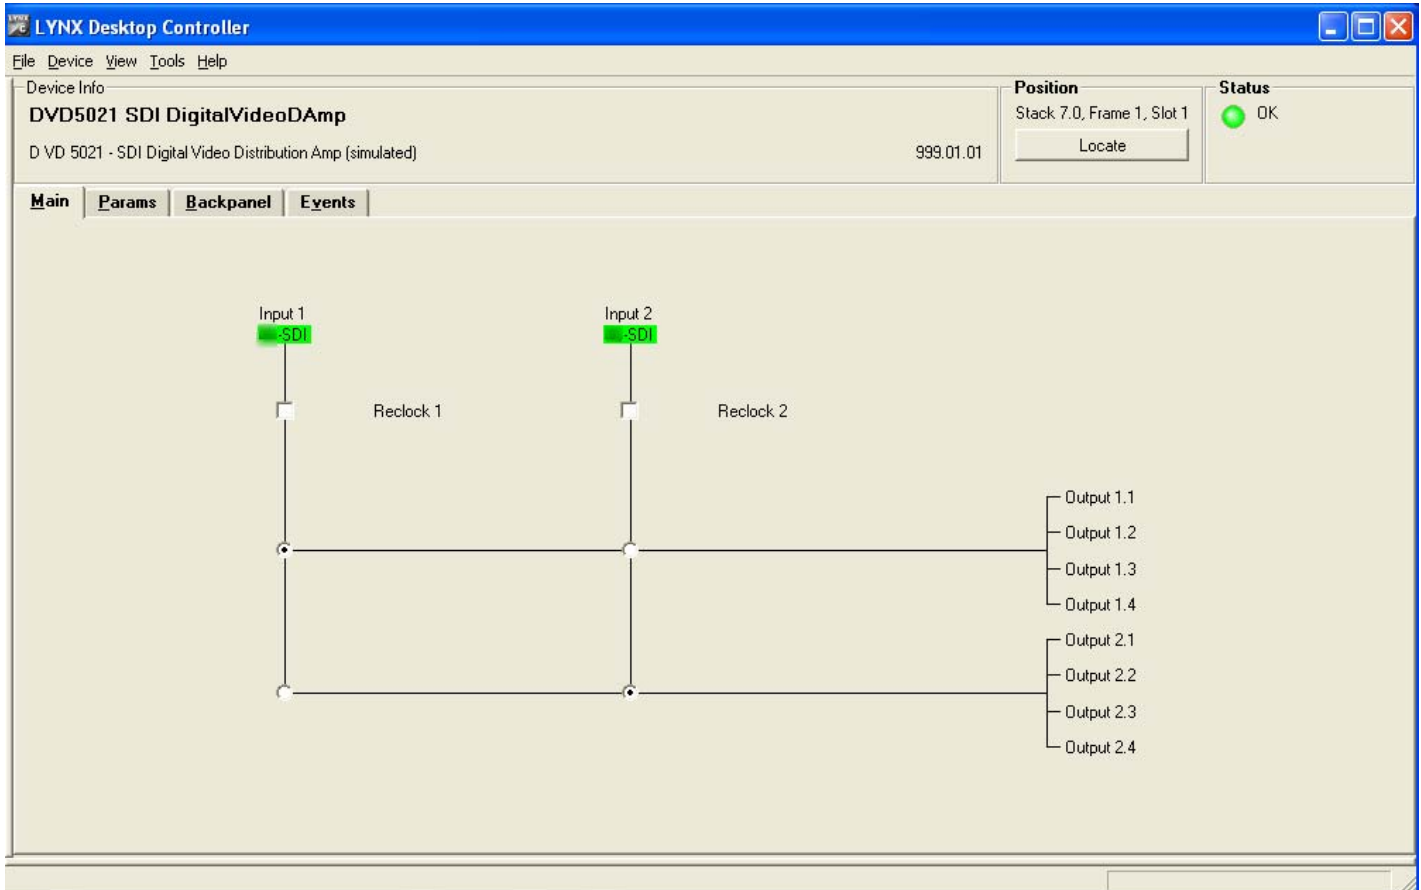 LYNX Desktop Controller
File Device View Tools Help
Device Info
DVD5021 SDI DigitalVideoDAmp
D VD 5021 - SDI Digital Video Distribution Amp (simulated) 999.01.01
Position
Stack 7.0, Frame 1, Slot 1
Locate
Status
OK
Main Params Backpanel Events
Input 1 Input 2
-SDI -SDI
Reclock 1 Reclock 2
Output 1.1
Output 1.2
Output 1.3
Output 1.4
Output 2.1
Output 2.2
Output 2.3
Output 2.4